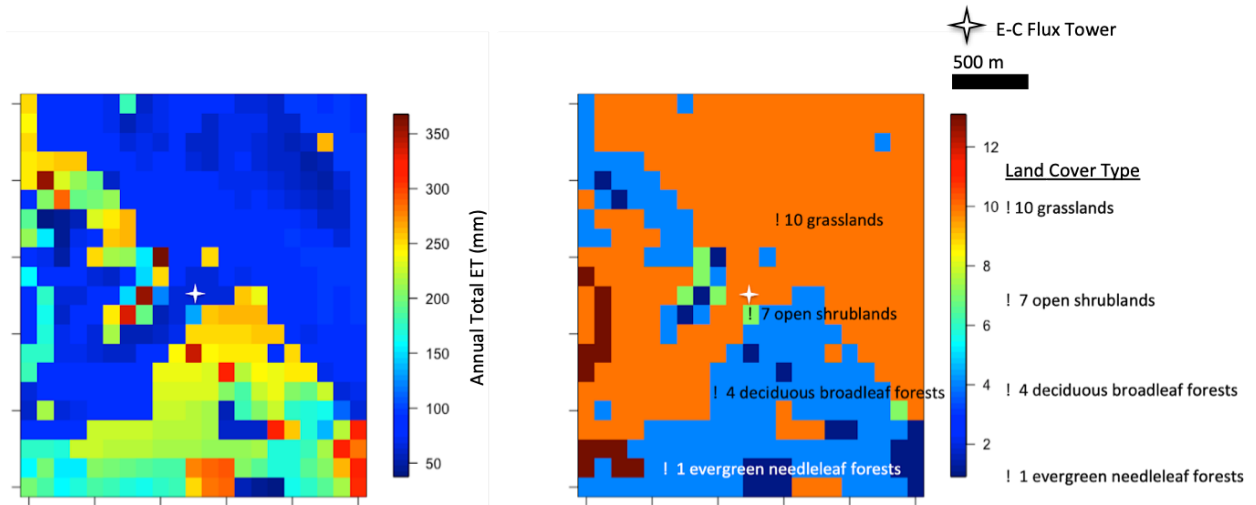 E-C Flux Tower
500 m
350
300
250
200
150
100
50
Annual Total ET (mm)
! 10 grasslands
! 7 open shrublands
! 4 deciduous broadleaf forests
! 1 evergreen needleleaf forests
12
10
8
6
4
2
Land Cover Type
! 10 grasslands
! 7 open shrublands
! 4 deciduous broadleaf forests
! 1 evergreen needleleaf forests